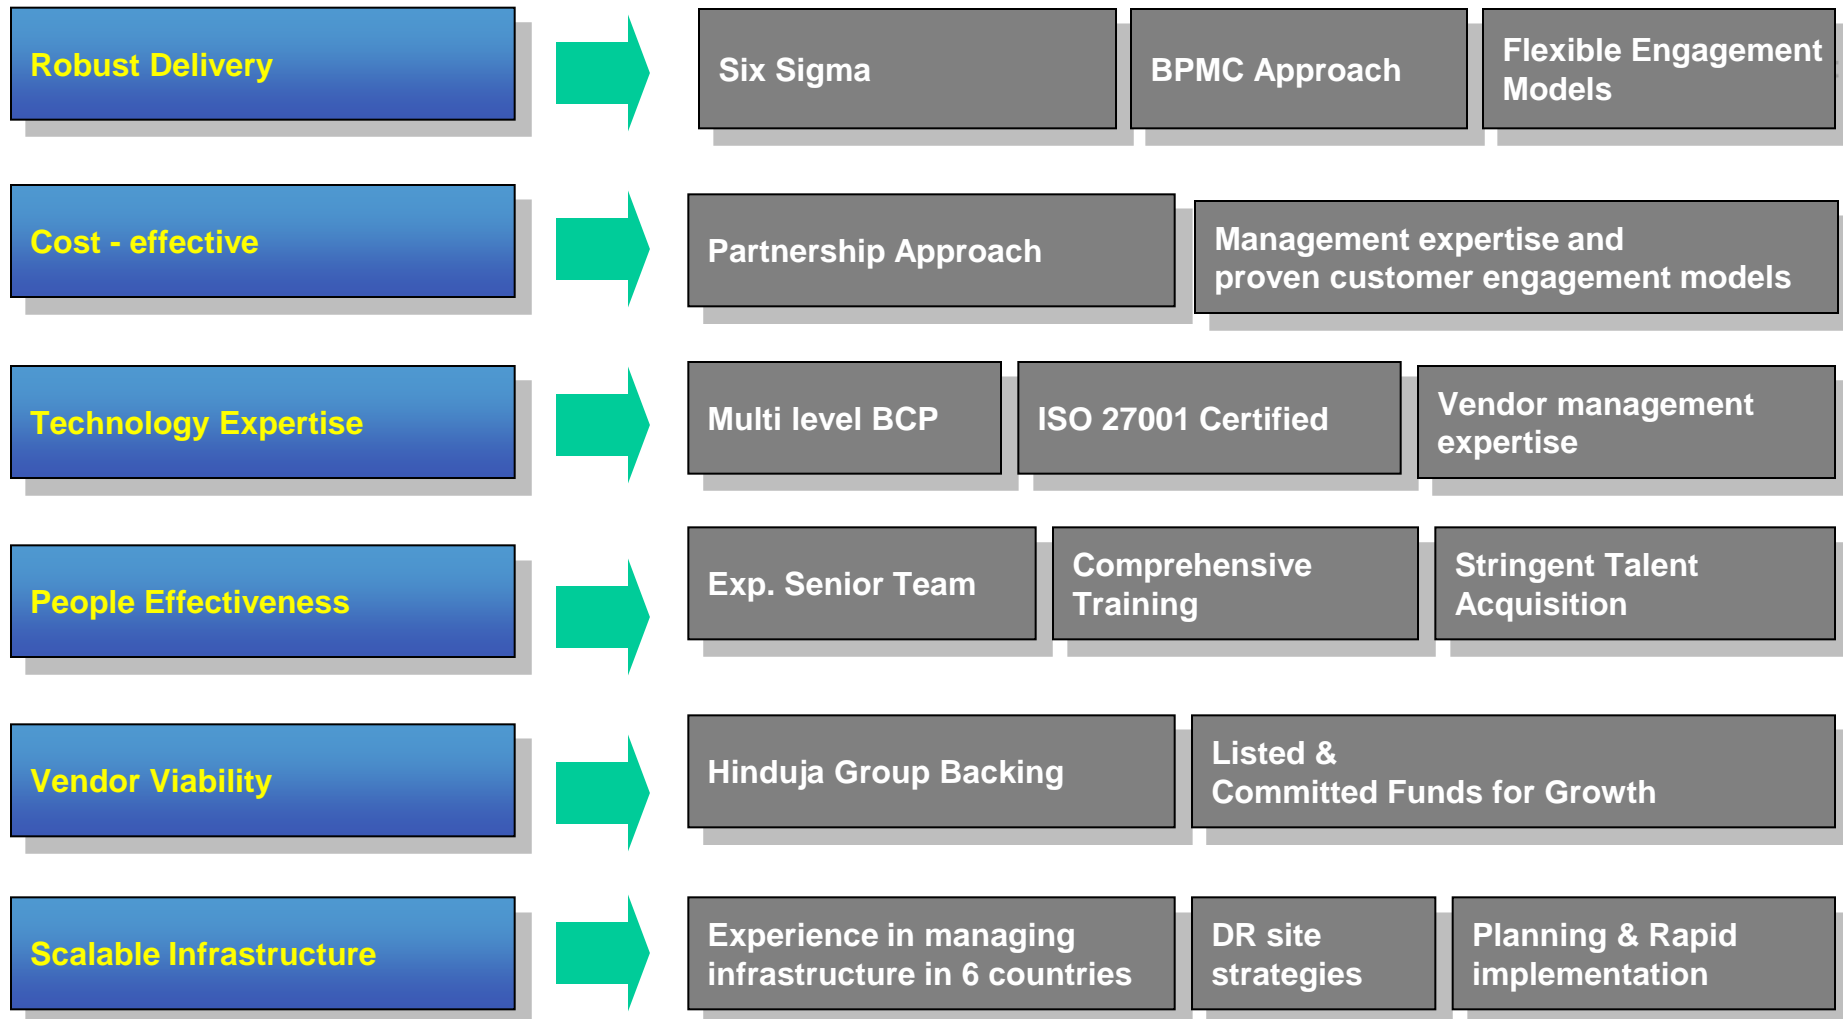 Robust Delivery
Six Sigma
BPMC Approach
Flexible Engagement
Models
Cost - effective
Partnership Approach
Management expertise and
proven customer engagement models
Technology Expertise
Multi level BCP
ISO 27001 Certified
Vendor management
expertise
People Effectiveness
Exp. Senior Team
Comprehensive
Training
Stringent Talent
Acquisition
Vendor Viability
Hinduja Group Backing
Listed &
Committed Funds for Growth
Scalable Infrastructure
Experience in managing
infrastructure in 6 countries
DR site
strategies
Planning & Rapid
implementation